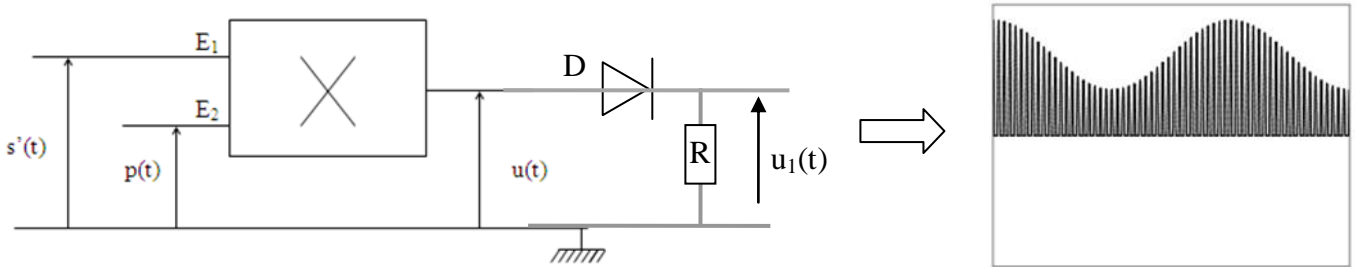 E₁
E₂
s'(t)
p(t)
u(t)
D
R
u₁(t)